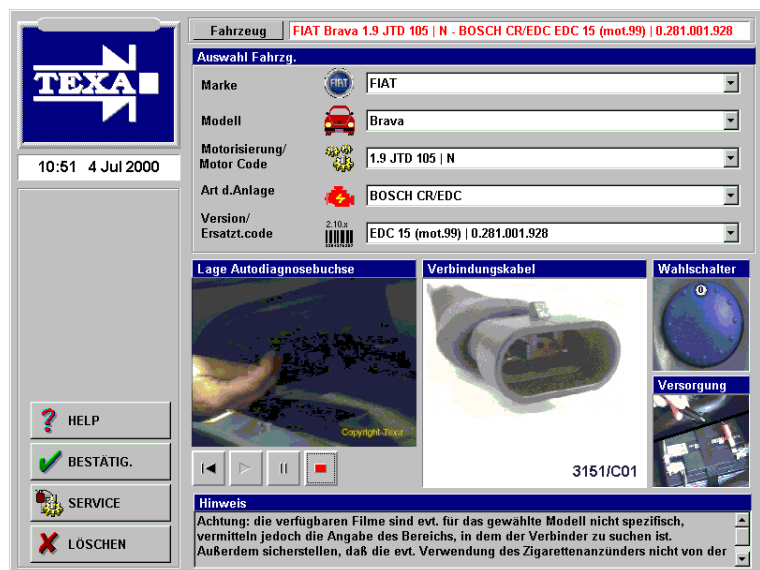 Fahrzeug FIAT Brava 1.9 JTD 105 | N - BOSCH CR/EDC EDC 15 (mot.99) | 0.281.001.928
TEXA
10:51 4 Jul 2000
Auswahl Fahrzg.
Marke FIAT FIAT
Modell Brava
Motorisierung/
Motor Code 1.9 JTD 105 | N
Art d.Anlage BOSCH CR/EDC
Version/
Ersatzt.code 2.10.x EDC 15 (mot.99) | 0.281.001.928
Lage Autodiagnosebuchse
Copyright Texa
Verbindungskabel
3151/C01
Wahlschalter
0
Versorgung
HELP
BESTÄTIG.
SERVICE
LÖSCHEN
Hinweis
Achtung: die verfügbaren Filme sind evt. für das gewählte Modell nicht spezifisch,
vermitteln jedoch die Angabe des Bereichs, in dem der Verbinder zu suchen ist.
Außerdem sicherstellen, daß die evt. Verwendung des Zigarettenanzünders nicht von der